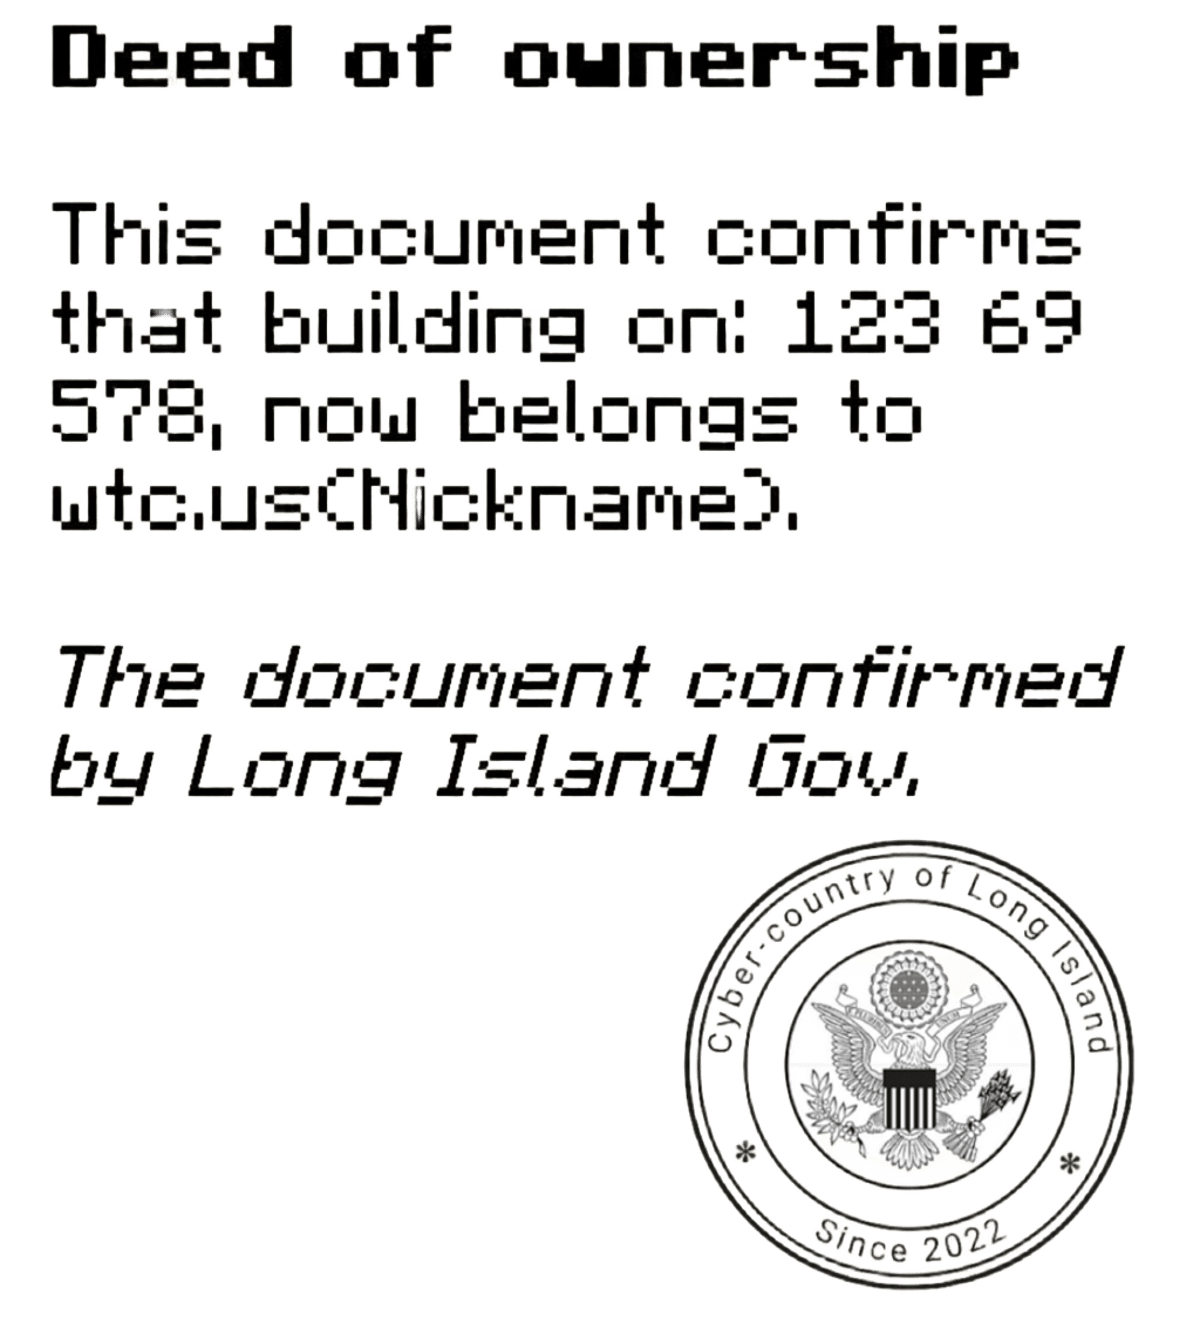 Deed of ownership
This document confirms
that building on: 123 69
578, now belongs to
wtc.us(Nickname).
The document confirmed
by Long Island Gov.
Cyber-country of Long Island
* *
Since 2022